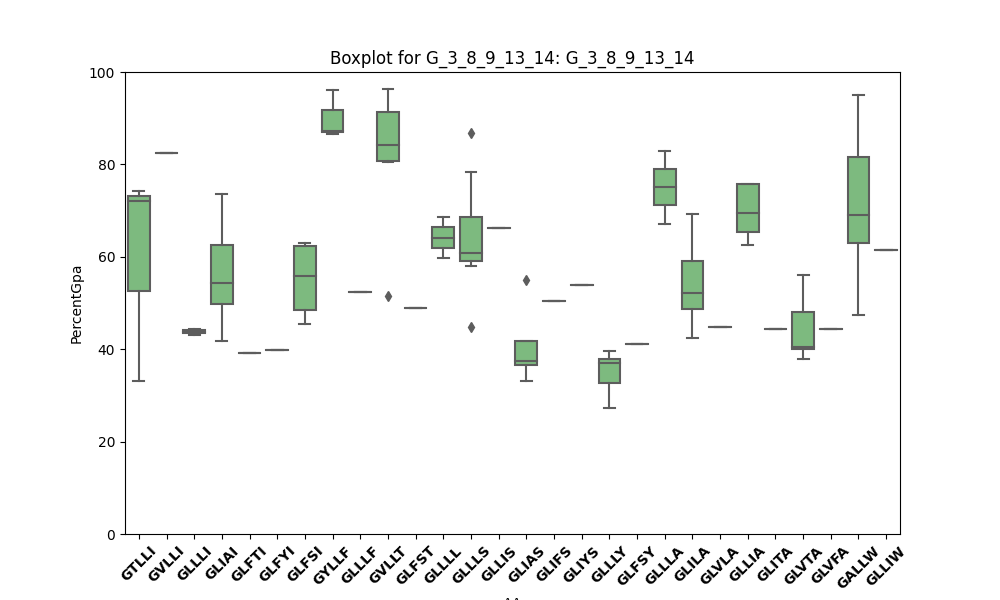 Boxplot for G_3_8_9_13_14: G_3_8_9_13_14
100
80
60
40
20
0
PercentGpa
GTLLI
GVLLI
GLLLI
GLIAI
GLFTI
GLFYI
GLFSI
GYLLF
GLLLF
GVLLT
GLFST
GLLLL
GLLLS
GLLIS
GLIAS
GLIFS
GLIYS
GLLLY
GLFSY
GLLLA
GLILA
GLVLA
GLLIA
GLITA
GLVTA
GLVFA
GALLW
GLLIW